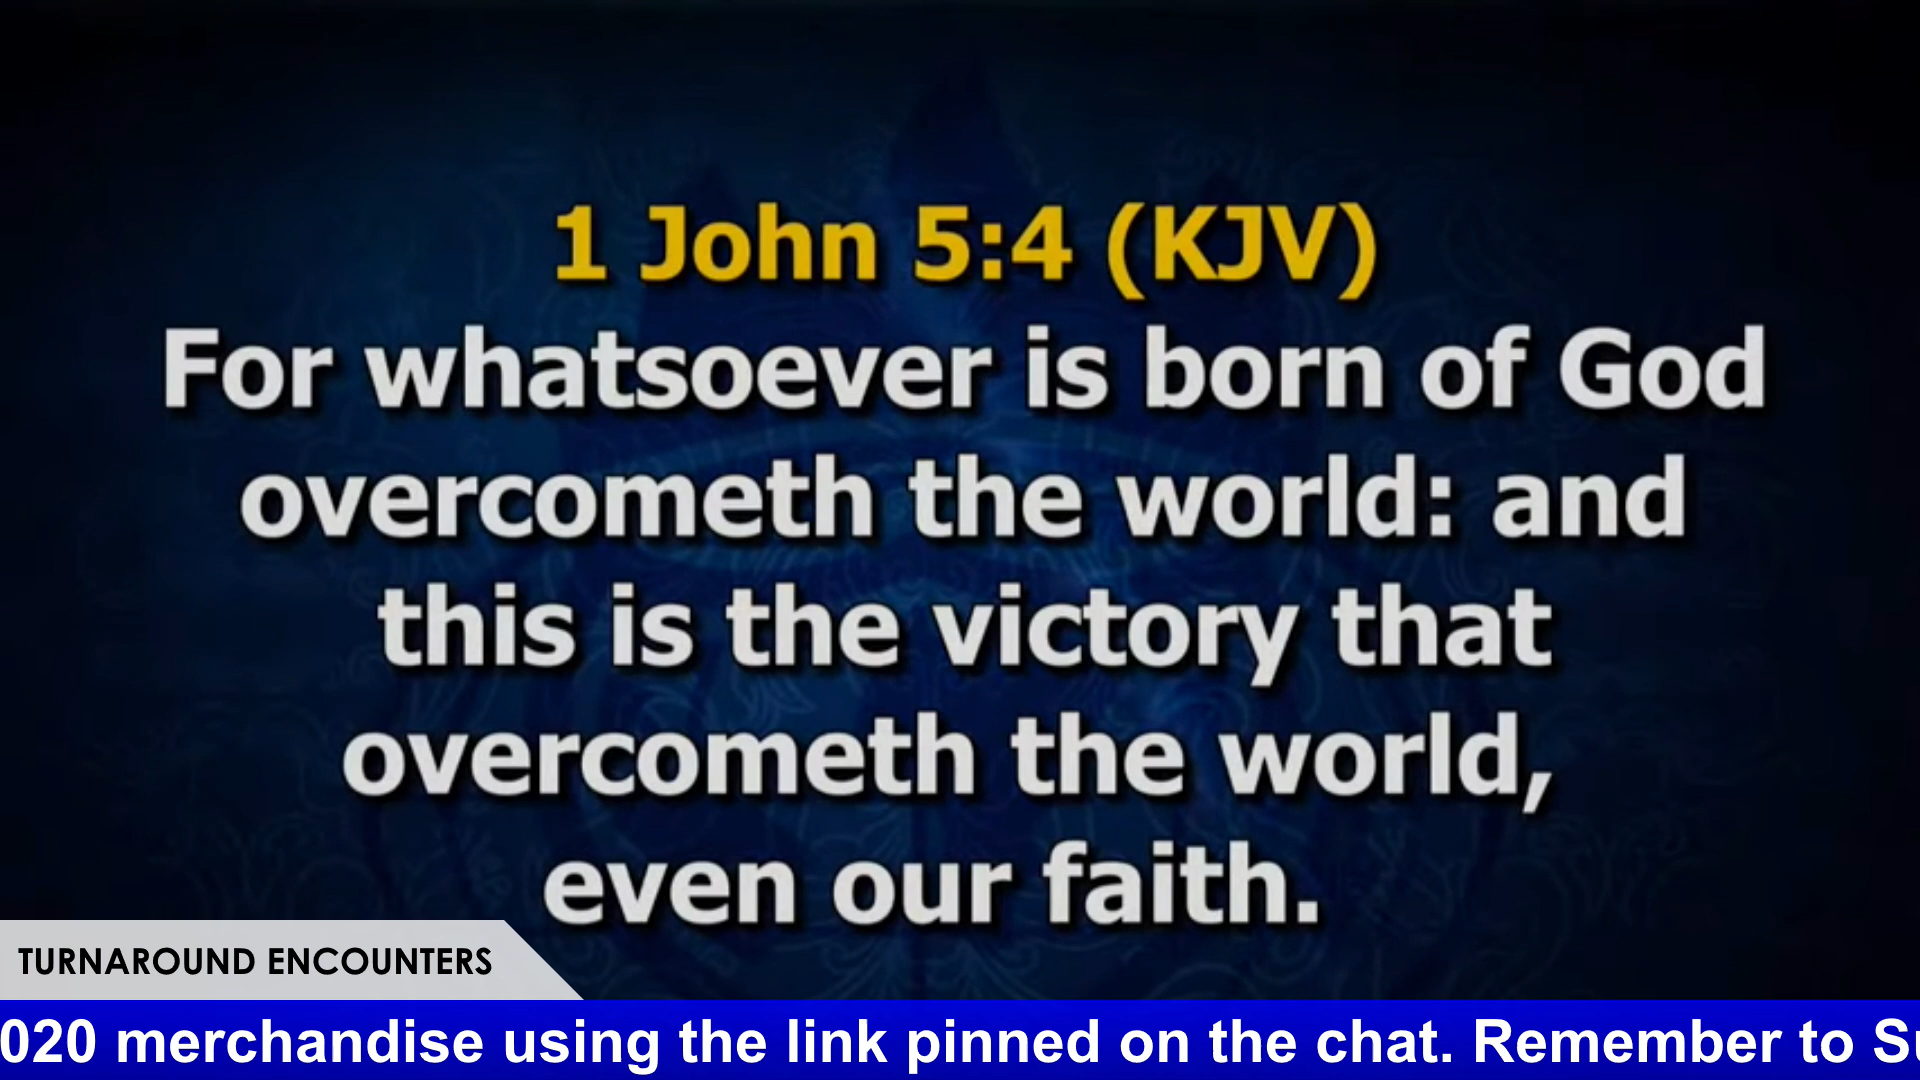 1 John 5:4 (KJV)
For whatsoever is born of God
overcometh the world: and
this is the victory that
overcometh the world,
even our faith.
TURNAROUND ENCOUNTERS
020 merchandise using the link pinned on the chat. Remember to